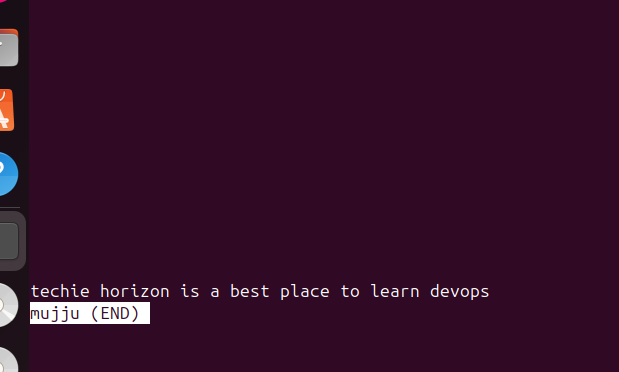 techie horizon is a best place to learn devops
mujju (END)